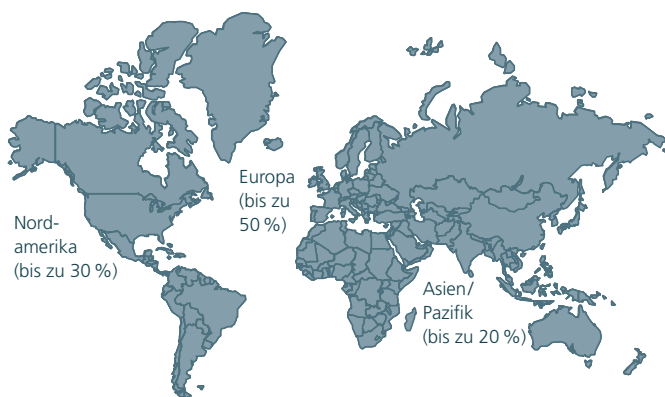 Europa
(bis zu
50 %)
Nord-
amerika
(bis zu 30 %)
Asien/
Pazifik
(bis zu 20 %)